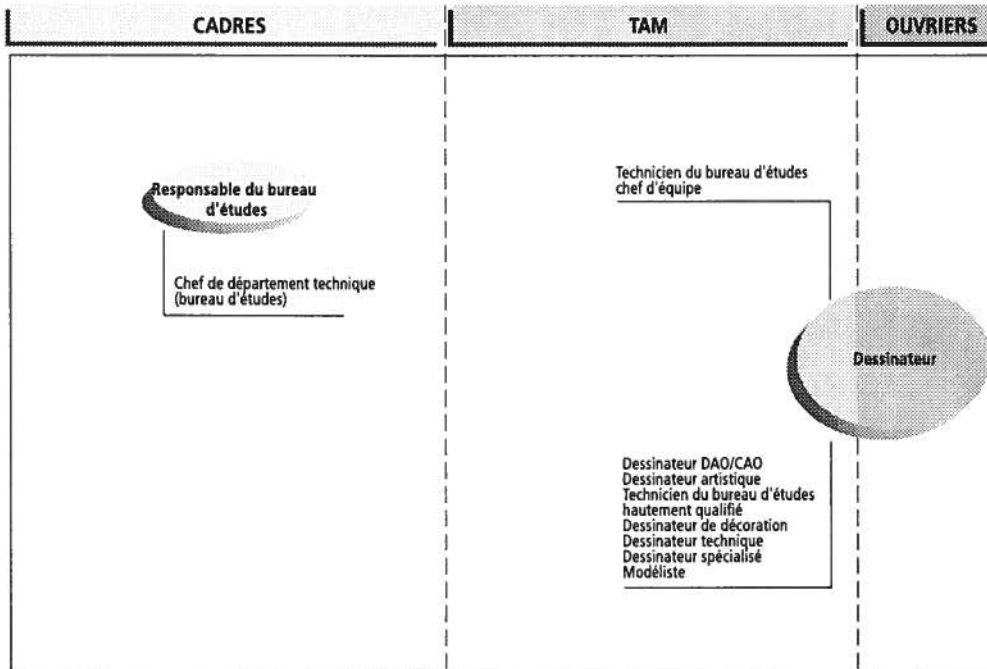 CADRES
TAM
OUVRIERS
Responsable du bureau
d'études
Chef de département technique
(bureau d'études)
Technicien du bureau d'études
chef d'équipe
Dessinateur
Dessinateur DAO/CAO
Dessinateur artistique
Technicien du bureau d'études
hautement qualifié
Dessinateur de décoration
Dessinateur technique
Dessinateur spécialisé
Modéliste